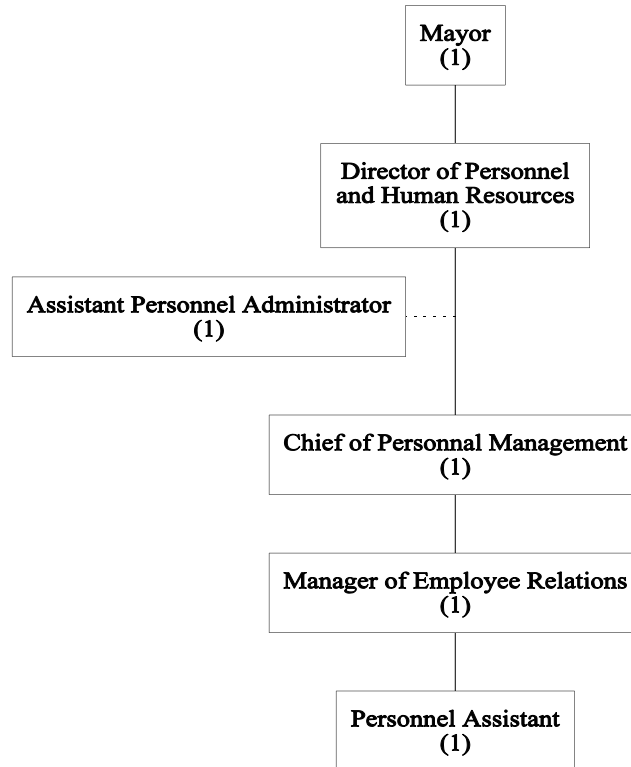 Mayor
(1)
Director of Personnel
and Human Resources
(1)
Assistant Personnel Administrator
(1)
Chief of Personnal Management
(1)
Manager of Employee Relations
(1)
Personnel Assistant
(1)